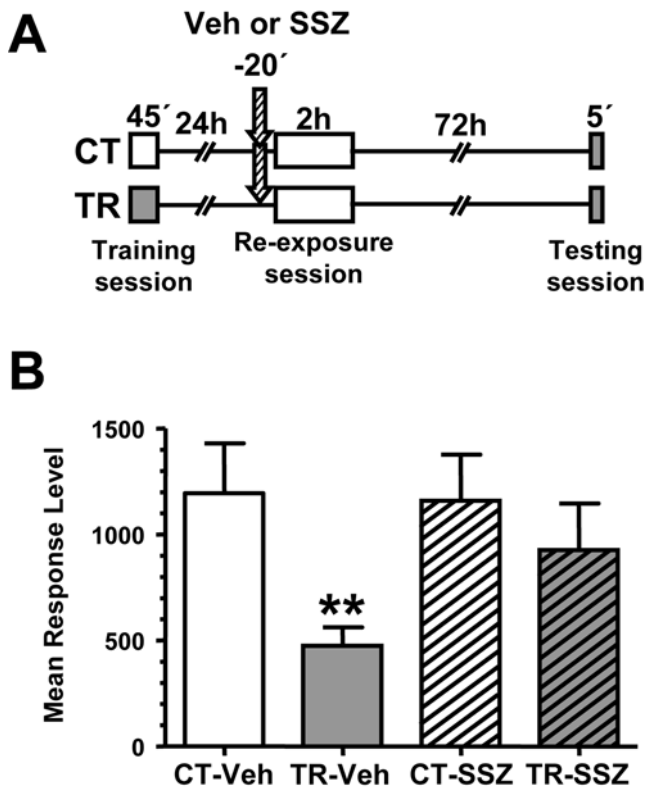 A
Veh or SSZ
-20´
45´ 24h 2h 72h 5´
CT
TR
Training session
Re-exposure session
Testing session
B
Mean Response Level
1500
1000
500
0
**
CT-Veh TR-Veh CT-SSZ TR-SSZ